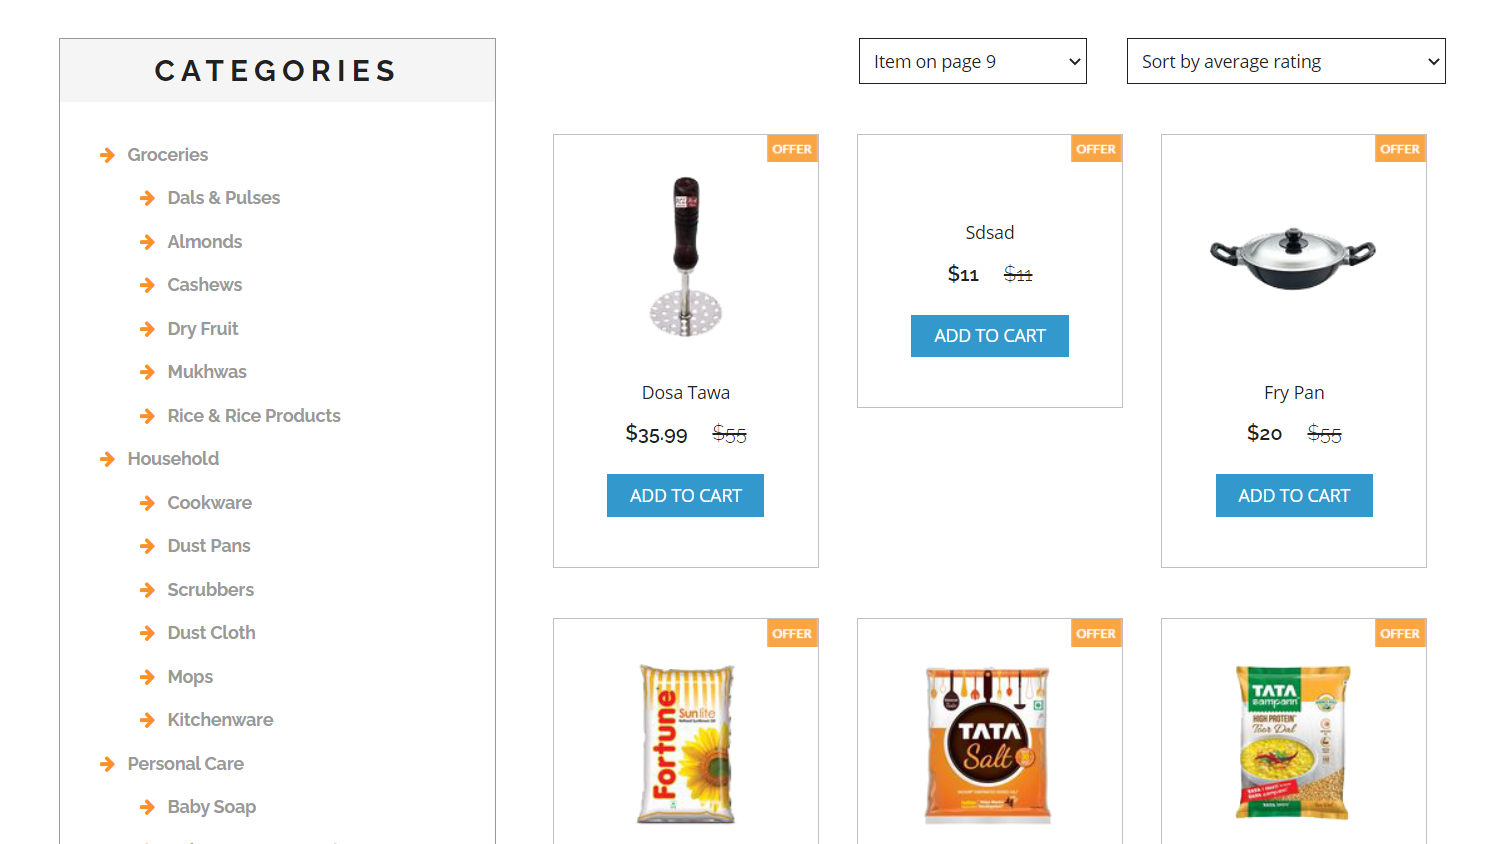 CATEGORIES
Item on page 9
Sort by average rating
Groceries
Dals & Pulses
Almonds
Cashews
Dry Fruit
Mukhwas
Rice & Rice Products
Household
Cookware
Dust Pans
Scrubbers
Dust Cloth
Mops
Kitchenware
Personal Care
Baby Soap
OFFER
Dosa Tawa
$35.99 $55
ADD TO CART
OFFER
Sdsad
$11 $11
ADD TO CART
OFFER
Fry Pan
$20 $55
ADD TO CART
OFFER
Fortune
Sunlite
OFFER
TATA
Salt
OFFER
TATA
sampann
HIGH PROTEIN
Toor Dal